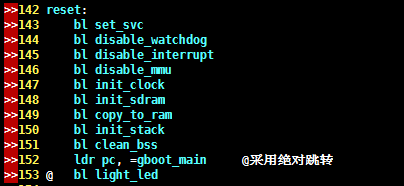 >>142 reset:
>>143     bl set_svc
>>144     bl disable_watchdog
>>145     bl disable_interrupt
>>146     bl disable_mmu
>>147     bl init_clock
>>148     bl init_sdram
>>149     bl copy_to_ram
>>150     bl init_stack
>>151     bl clean_bss
>>152     ldr pc, =gboot_main     @采用绝对跳转
>>153 @   bl light_led